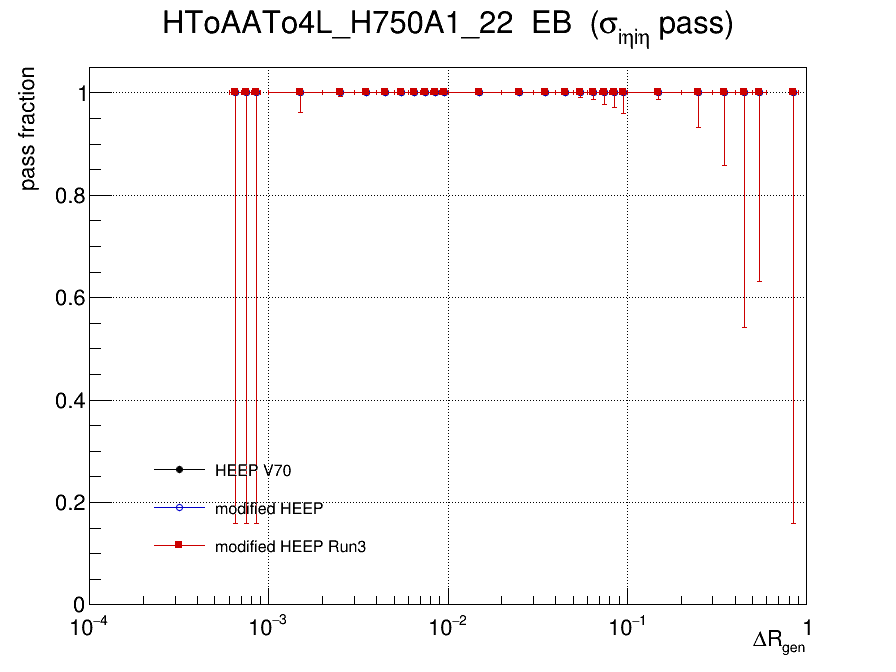 HToAATo4L_H750A1_22 EB (σiηiη pass)
pass fraction
1
0.8
0.6
0.4
0.2
0
HEEP V70
modified HEEP
modified HEEP Run3
10⁻⁴ 10⁻³ 10⁻² 10⁻¹ 1
ΔRgen